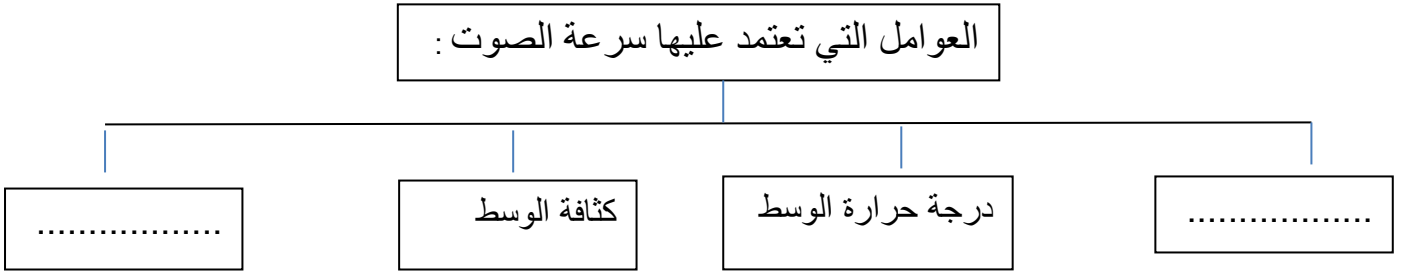 العوامل التي تعتمد عليها سرعة الصوت :
..................
درجة حرارة الوسط
كثافة الوسط
..................